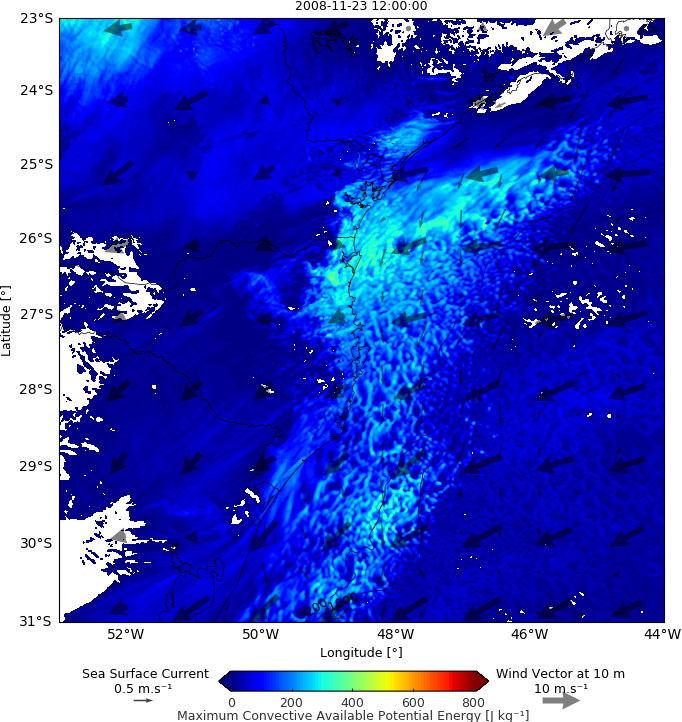 2008-11-23 12:00:00
23°S
24°S
25°S
26°S
27°S
28°S
29°S
30°S
31°S
Latitude [°]
52°W
50°W
48°W
46°W
44°W
Longitude [°]
Sea Surface Current
0.5 m.s⁻¹
Wind Vector at 10 m
10 m.s⁻¹
0 200 400 600 800
Maximum Convective Available Potential Energy [J kg⁻¹]